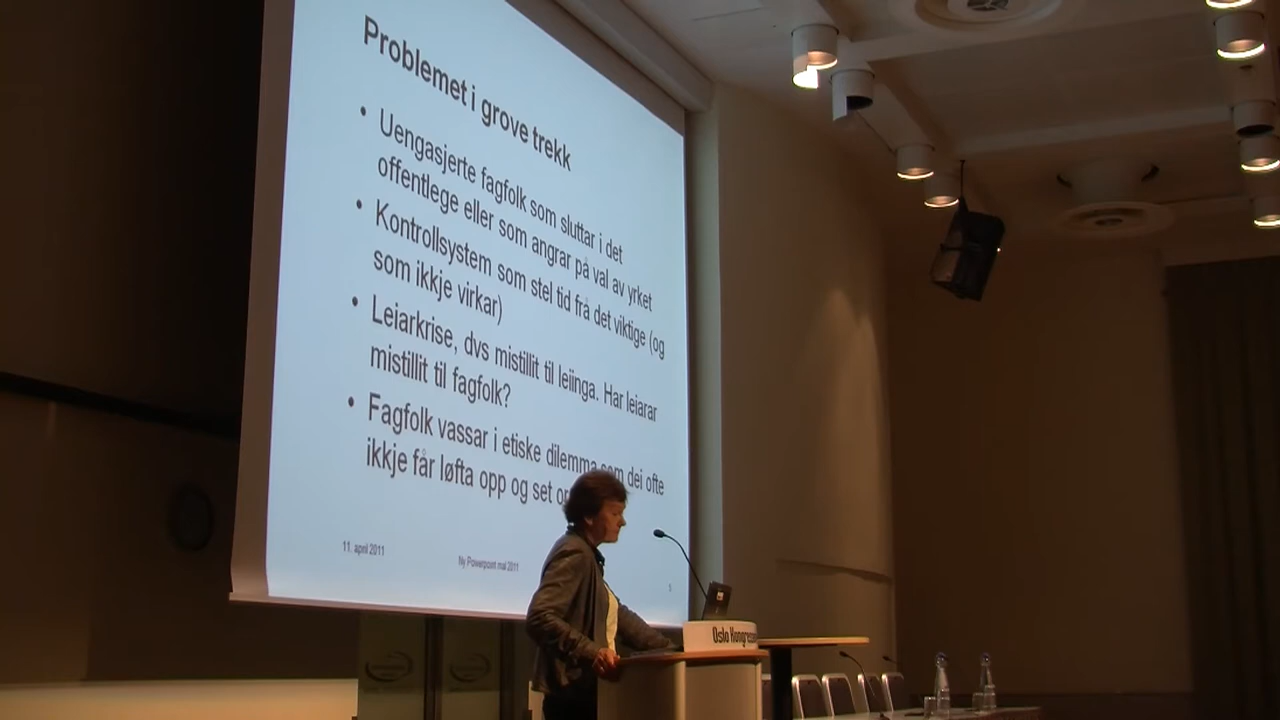 Problemet i grove trekk
• Uengasjerte fagfolk som sluttar i det
offentlege eller som angrar på val av yrket
• Kontrollsystem som stel tid frå det viktige (og
som ikkje virkar)
• Leiarkrise, dvs mistillit til leiinga. Har leiarar
mistillit til fagfolk?
• Fagfolk vassar i etiske dilemma som dei ofte
ikkje får løfta opp og set
11. april 2011
Ny Powerpoint mal 2011
Oslo